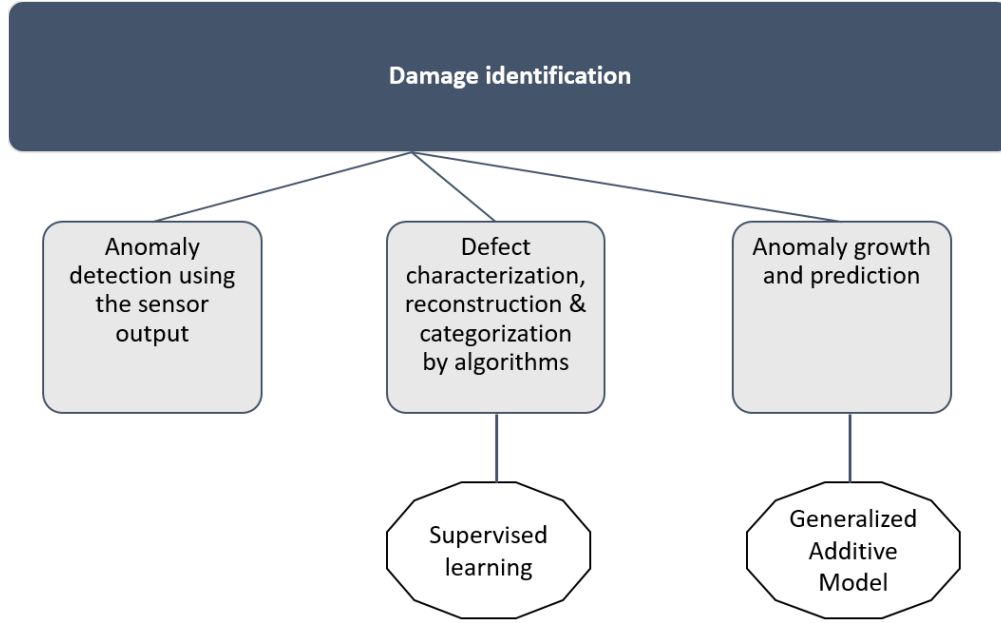 Damage identification
Anomaly
detection using
the sensor
output
Defect
characterization,
reconstruction &
categorization
by algorithms
Anomaly growth
and prediction
Supervised
learning
Generalized
Additive
Model